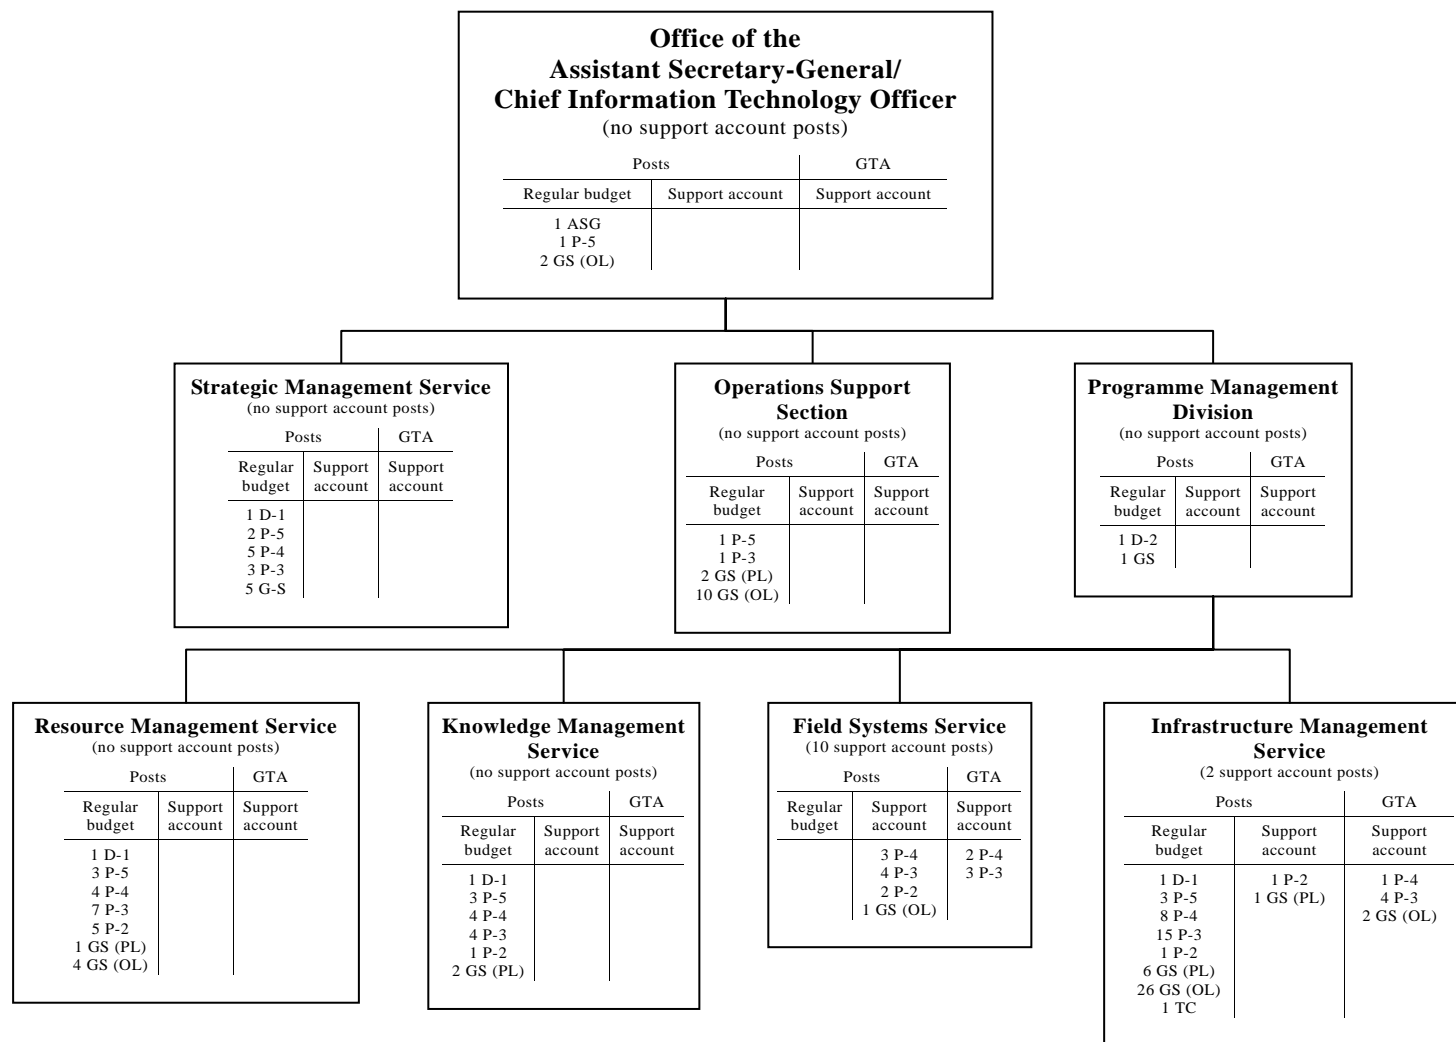 Office of the
Assistant Secretary-General/
Chief Information Technology Officer
(no support account posts)
Posts GTA
Regular budget Support account Support account
1 ASG
1 P-5
2 GS (OL)
Strategic Management Service
(no support account posts)
Posts GTA
Regular Support Support
budget account account
1 D-1
2 P-5
5 P-4
3 P-3
5 G-S
Operations Support
Section
(no support account posts)
Posts GTA
Regular Support Support
budget account account
1 P-5
1 P-3
2 GS (PL)
10 GS (OL)
Programme Management
Division
(no support account posts)
Posts GTA
Regular Support Support
budget account account
1 D-2
1 GS
Resource Management Service
(no support account posts)
Posts GTA
Regular Support Support
budget account account
1 D-1
3 P-5
4 P-4
7 P-3
5 P-2
1 GS (PL)
4 GS (OL)
Knowledge Management
Service
(no support account posts)
Posts GTA
Regular Support Support
budget account account
1 D-1
3 P-5
4 P-4
4 P-3
1 P-2
2 GS (PL)
Field Systems Service
(10 support account posts)
Posts GTA
Regular Support Support
budget account account
3 P-4 2 P-4
4 P-3 3 P-3
2 P-2
1 GS (OL)
Infrastructure Management
Service
(2 support account posts)
Posts GTA
Regular Support Support
budget account account
1 D-1 1 P-2 1 P-4
3 P-5 1 GS (PL) 4 P-3
8 P-4 2 GS (OL)
15 P-3
1 P-2
6 GS (PL)
26 GS (OL)
1 TC